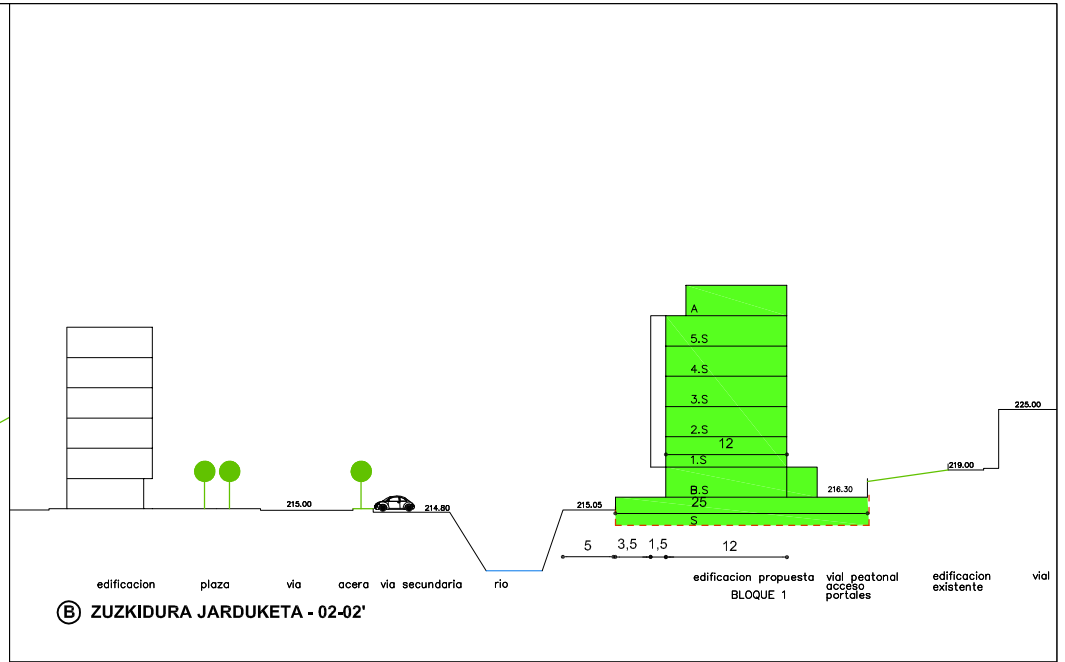 A
5.S
4.S
3.S
2.S
12
1.S
B.S
25
S
225.00
219.00
216.30
215.00
214.80
215.05
5
3,5
1,5
12
edificacion
plaza
via
acera
via secundaria
rio
edificacion propuesta
BLOQUE 1
vial peatonal
acceso
portales
edificacion
existente
vial
B ZUZKIDURA JARDUKETA - 02-02'